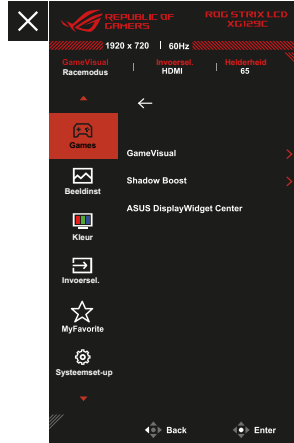 REPUBLIC OF
GAMERS
ROG STRIX LCD
XG129C
1920 x 720 | 60Hz
GameVisual | Invoersel. | Helderheid
Racemodus HDMI 65
Games
GameVisual
Shadow Boost
Beeldinst
ASUS DisplayWidget Center
Kleur
Invoersel.
MyFavorite
Systeemset-up
Back Enter